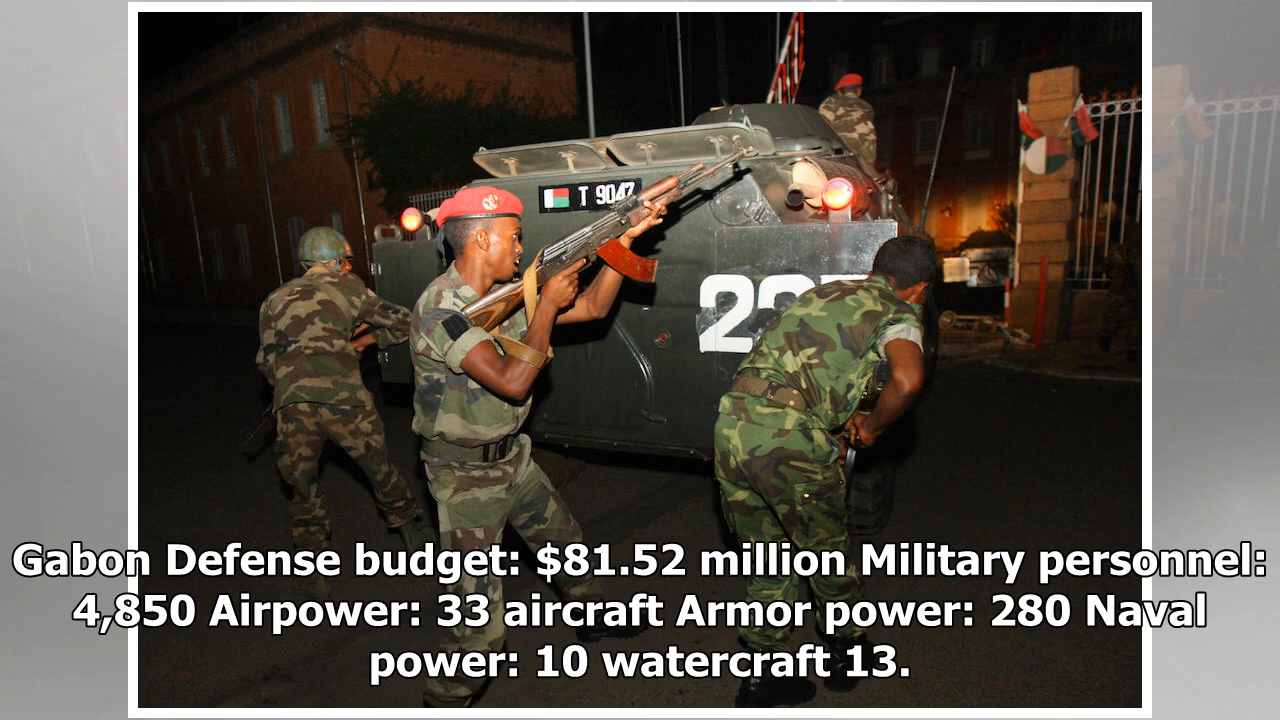 T 9047
Gabon Defense budget: $81.52 million Military personnel:
4,850 Airpower: 33 aircraft Armor power: 280 Naval
power: 10 watercraft 13.